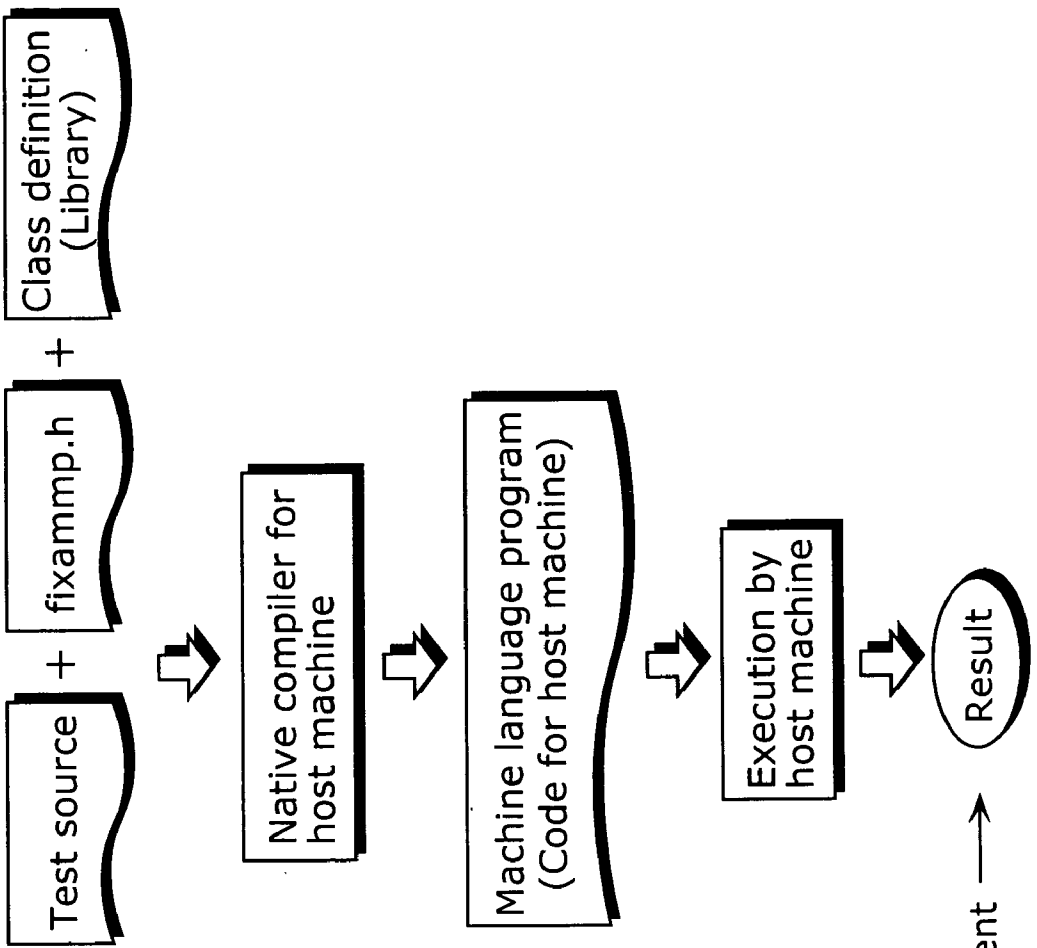 Test source + fixammp.h + Class definition
(Library)
Native compiler for
host machine
Machine language program
(Code for host machine)
Execution by
host machine
Result